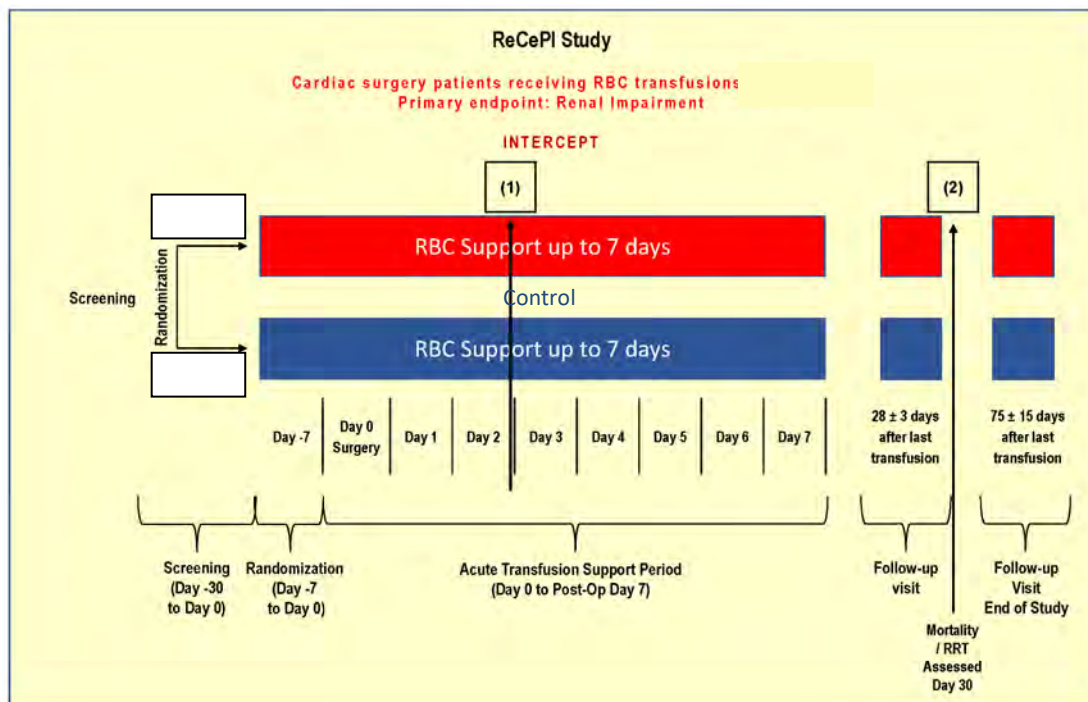 ReCePI Study
Cardiac surgery patients receiving RBC transfusions
Primary endpoint: Renal Impairment
INTERCEPT
(1)
(2)
RBC Support up to 7 days
Screening
Randomization
Control
RBC Support up to 7 days
Day -7
Day 0
Surgery
Day 1
Day 2
Day 3
Day 4
Day 5
Day 6
Day 7
28 ± 3 days
after last
transfusion
75 ± 15 days
after last
transfusion
Screening
(Day -30
to Day 0)
Randomization
(Day -7
to Day 0)
Acute Transfusion Support Period
(Day 0 to Post-Op Day 7)
Follow-up
visit
Follow-up
Visit
End of Study
Mortality
/ RRT
Assessed
Day 30